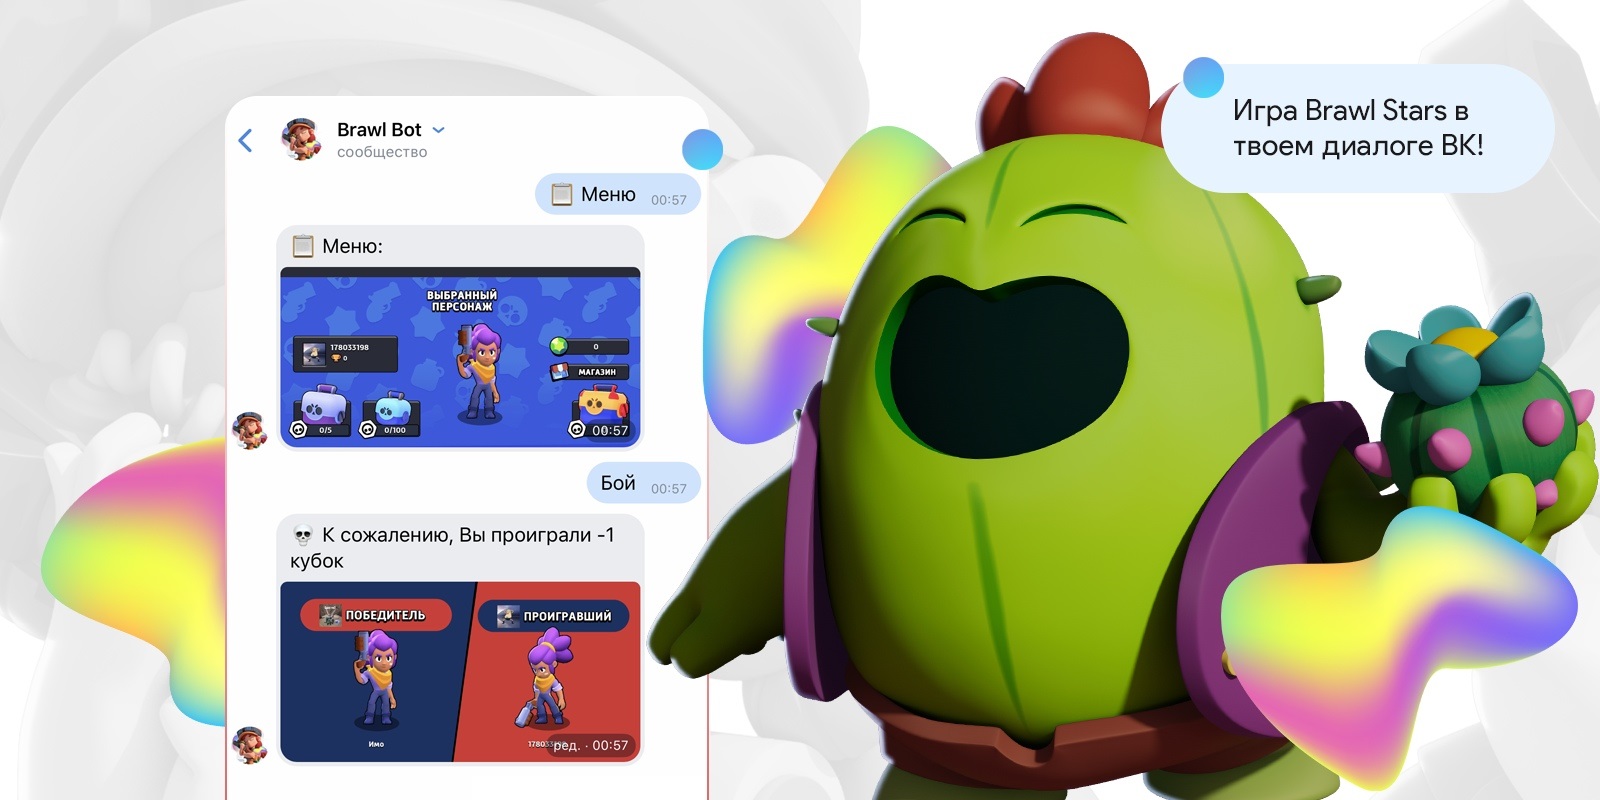 Brawl Bot
сообщество
Меню 00:57
Меню:
ВЫБРАННЫЙ
ПЕРСОНАЖ
178033198
0
0
МАГАЗИН
0/5
0/100
00:57
Бой 00:57
К сожалению, Вы проиграли -1
кубок
ПОБЕДИТЕЛЬ
ПРОИГРАВШИЙ
Имо
ред. · 00:57
Игра Brawl Stars в
твоем диалоге ВК!